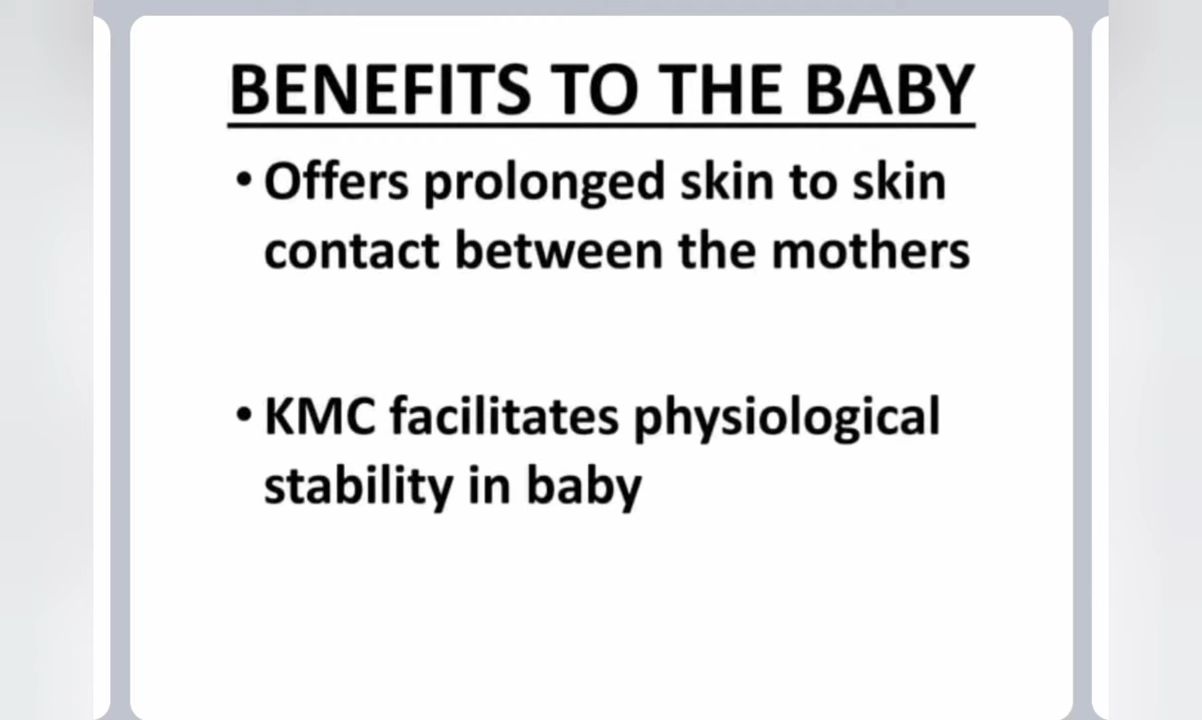 BENEFITS TO THE BABY
• Offers prolonged skin to skin
contact between the mothers
• KMC facilitates physiological
stability in baby